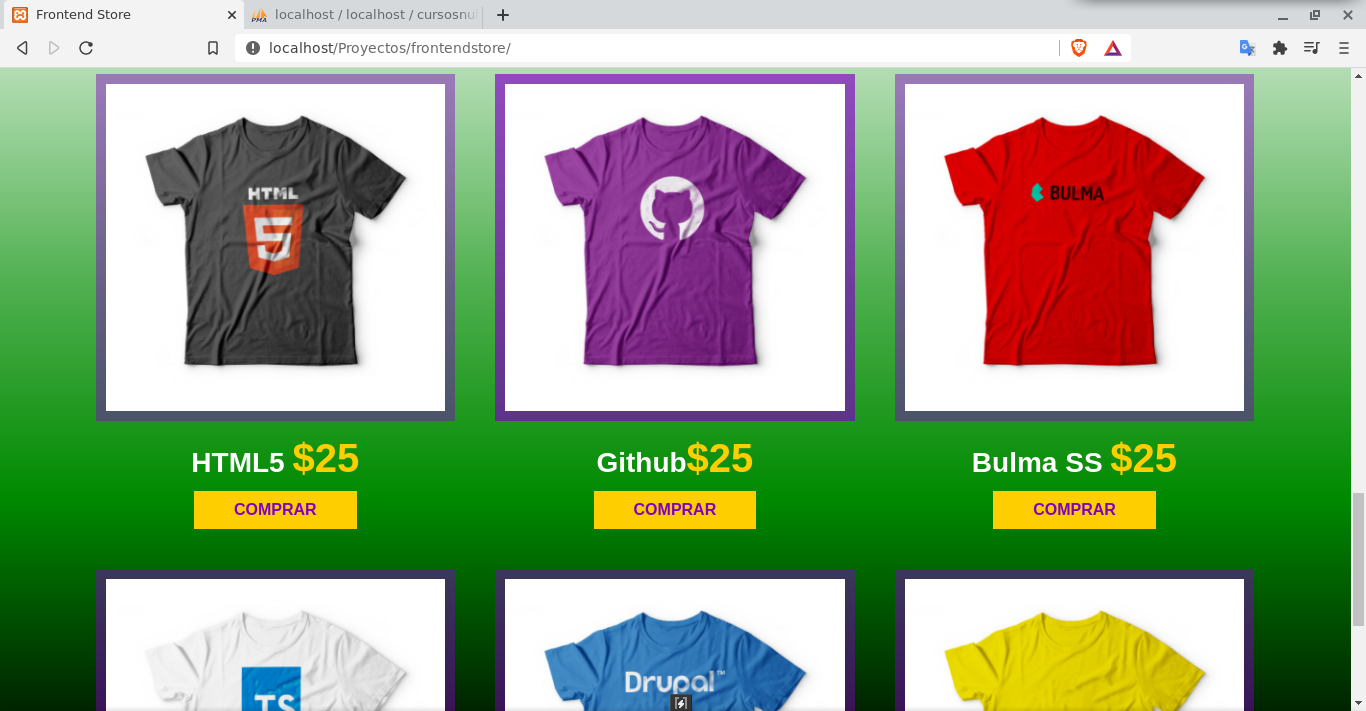 Frontend Store
localhost / localhost / cursosnu
localhost/Proyectos/frontendstore/
HTML
5
BULMA
HTML5 $25
Github$25
Bulma SS $25
COMPRAR
COMPRAR
COMPRAR
TS
Drupal™